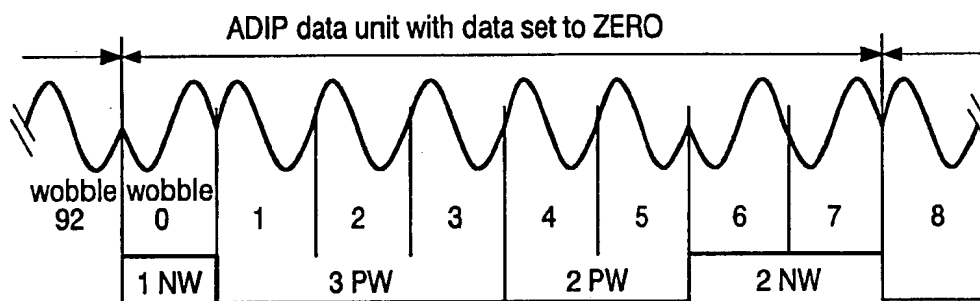 ADIP data unit with data set to ZERO
wobble wobble
92 0 1 2 3 4 5 6 7 8
1 NW 3 PW 2 PW 2 NW